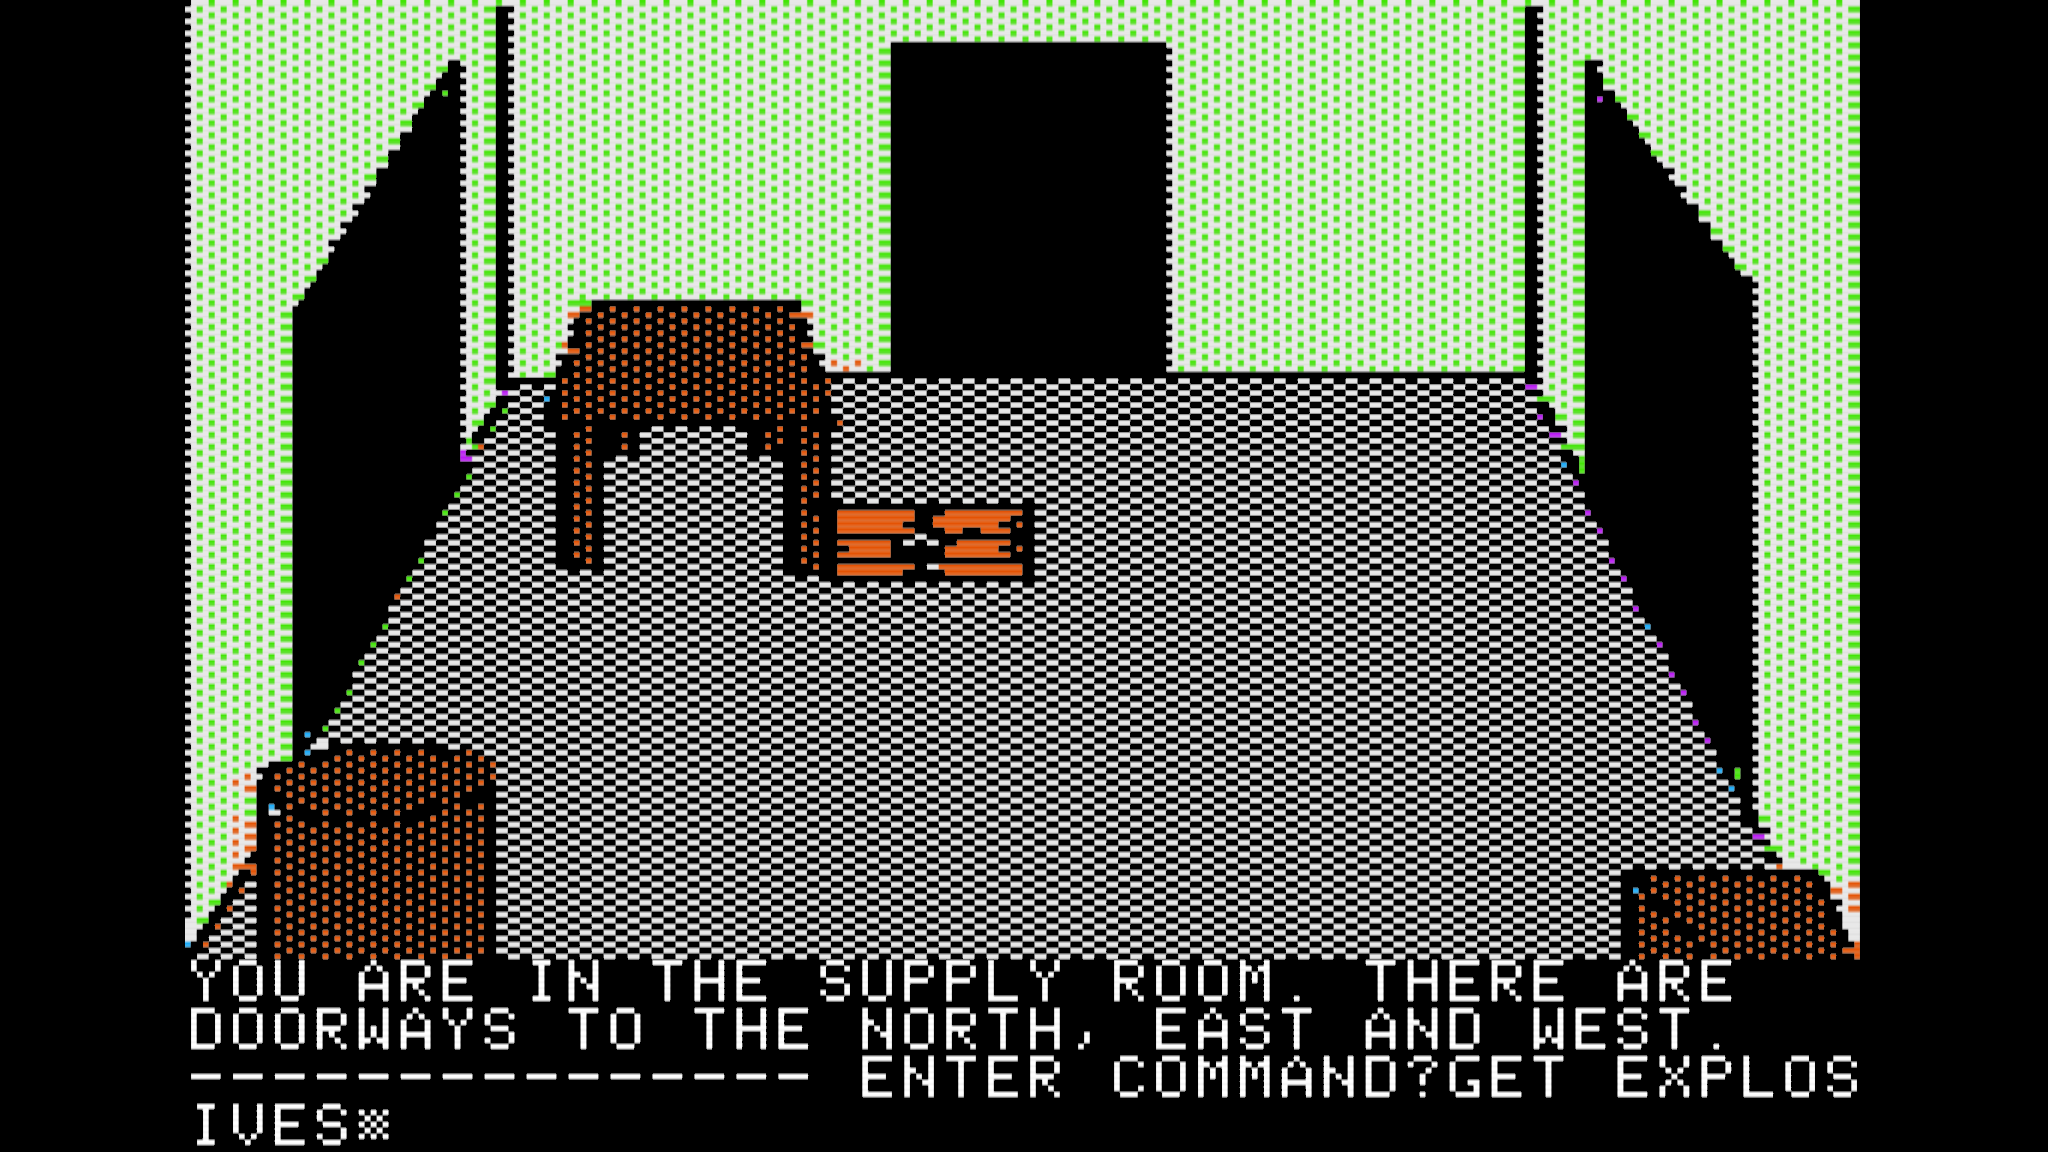 YOU ARE IN THE SUPPLY ROOM. THERE ARE
DOORWAYS TO THE NORTH, EAST AND WEST.
--------------- ENTER COMMAND?GET EXPLOS
IVES